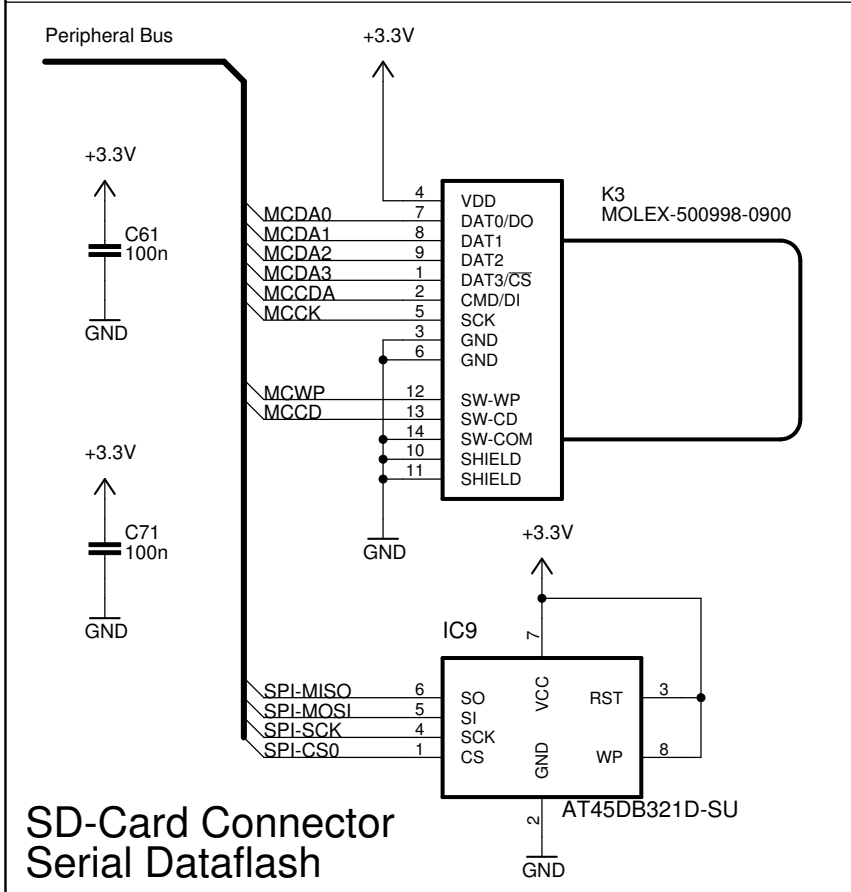 Peripheral Bus
+3.3V
+3.3V
C61
100n
GND
K3
MOLEX-500998-0900
4 VDD
MCDA0 7 DAT0/DO
MCDA1 8 DAT1
MCDA2 9 DAT2
MCDA3 1 DAT3/CS
MCCDA 2 CMD/DI
MCCK 5 SCK
3 GND
6 GND
MCWP 12 SW-WP
MCCD 13 SW-CD
14 SW-COM
10 SHIELD
11 SHIELD
GND
+3.3V
C71
100n
GND
+3.3V
IC9
7 VCC
SPI-MISO 6 SO
SPI-MOSI 5 SI
SPI-SCK 4 SCK
SPI-CS0 1 CS
RST 3
WP 8
GND 2
AT45DB321D-SU
GND
SD-Card Connector
Serial Dataflash